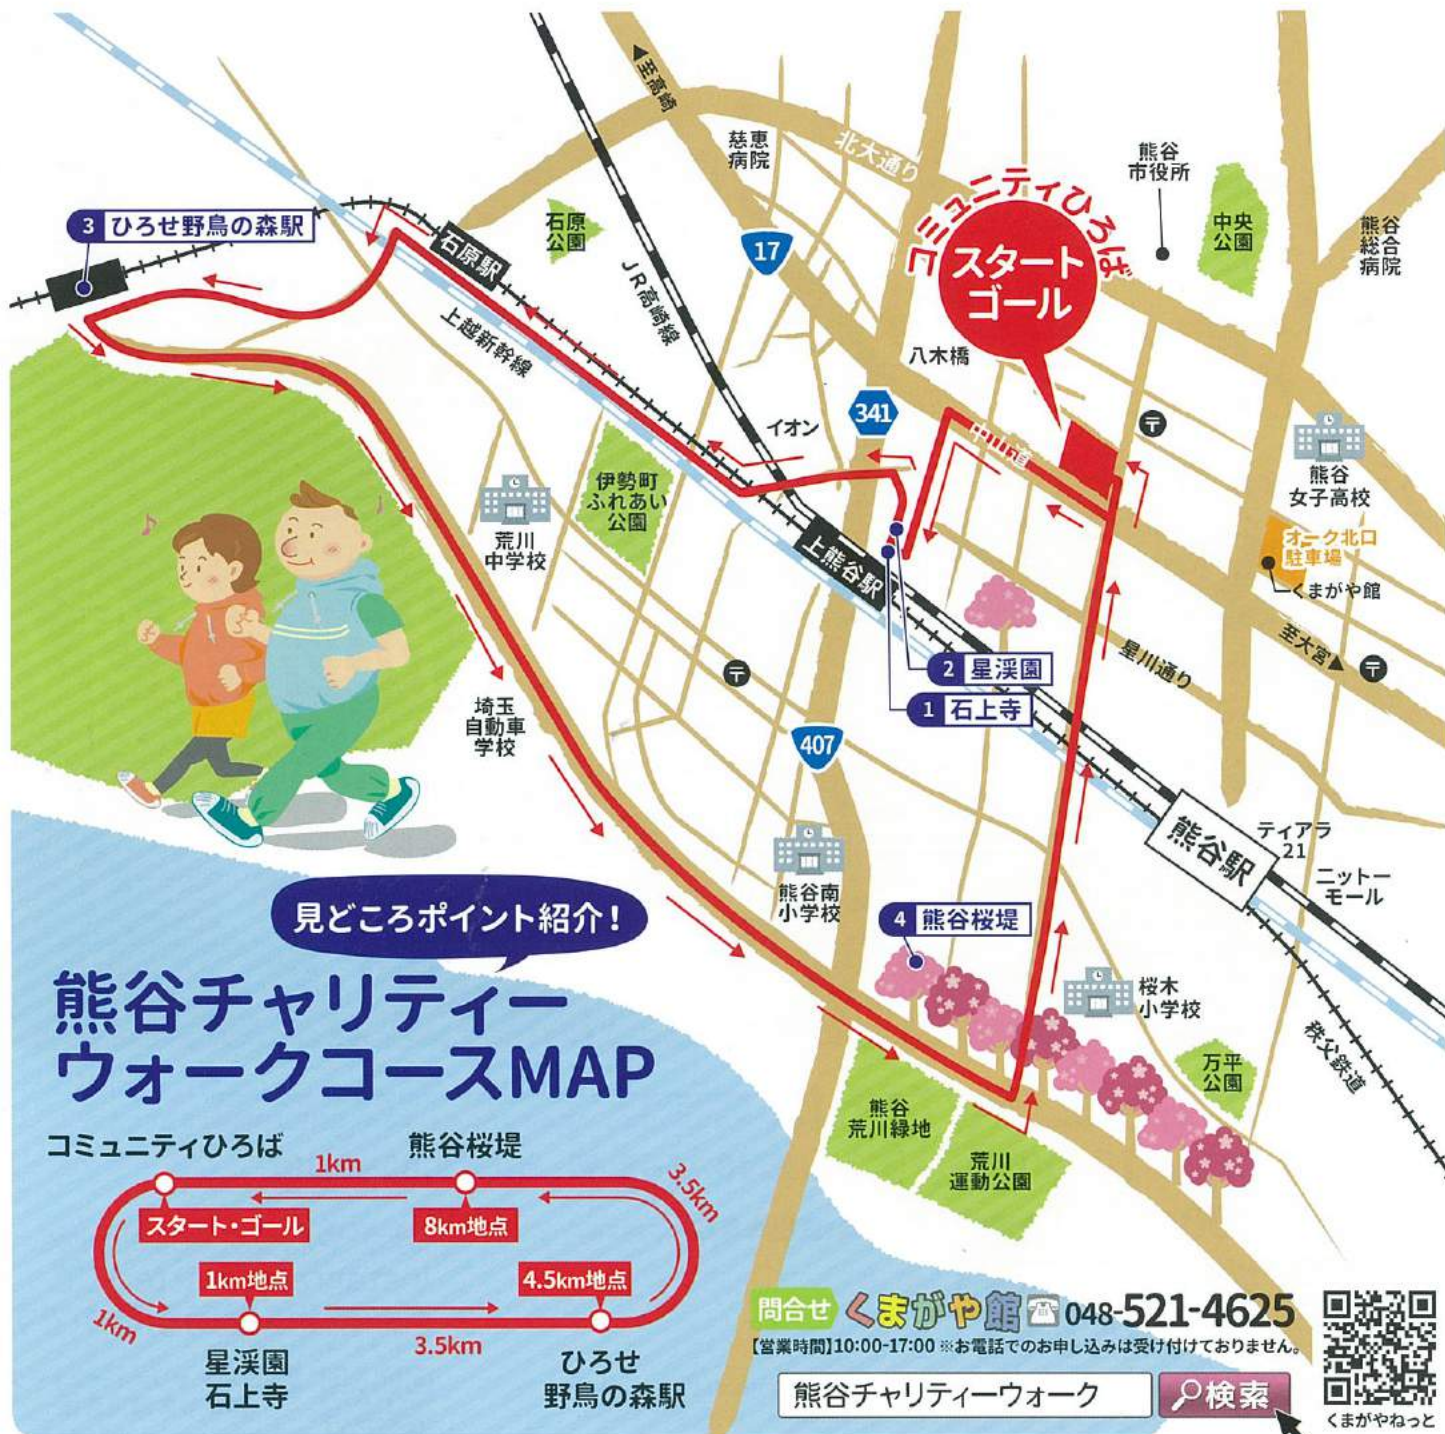 ▲至高崎
慈恵
病院
北大通り
熊谷
市役所
中央
公園
熊谷
総合
病院
コミュニティひろば
スタート
ゴール
3 ひろせ野鳥の森駅
石原
公園
石原駅
17
JR高崎線
上越新幹線
八木橋
341
イオン
中山道
〒
熊谷
女子高校
オーク北口
駐車場
くまがや館
伊勢町
ふれあい
公園
荒川
中学校
上熊谷駅
至大宮▲
〒
星川通り
2 星渓園
1 石上寺
〒
埼玉
自動車
学校
407
熊谷駅
ティアラ
21
ニットー
モール
熊谷南
小学校
4 熊谷桜堤
桜木
小学校
秩父鉄道
万平
公園
熊谷
荒川緑地
荒川
運動公園
見どころポイント紹介!
熊谷チャリティー
ウォークコースMAP
コミュニティひろば
熊谷桜堤
1km
3.5km
スタート・ゴール
8km地点
1km地点
4.5km地点
1km
3.5km
星渓園
石上寺
ひろせ
野鳥の森駅
問合せ くまがや館 ☎ 048-521-4625
【営業時間】10:00-17:00 ※お電話でのお申し込みは受け付けておりません。
熊谷チャリティーウォーク 検索
くまがやねっと